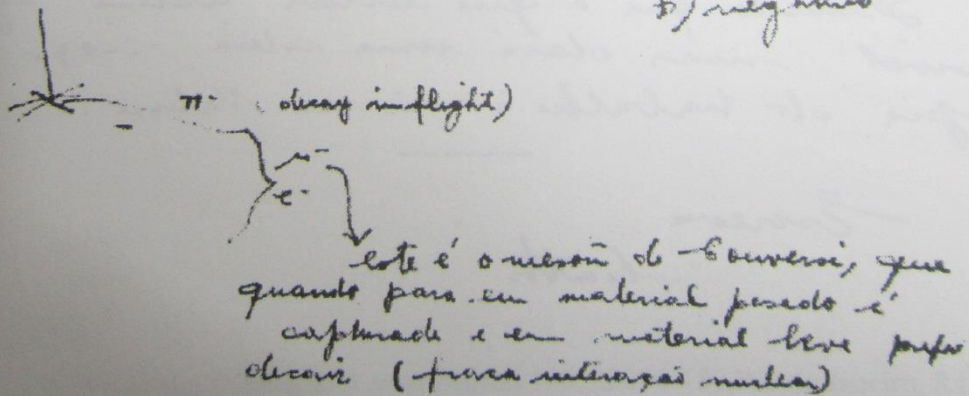 b) negativo
π⁻ decay in flight)
-
μ⁻
e⁻
este é o meson de Conversi, que
quando para em material pesado é
capturado e em material leve prefere
decair (fraca interação nuclear)